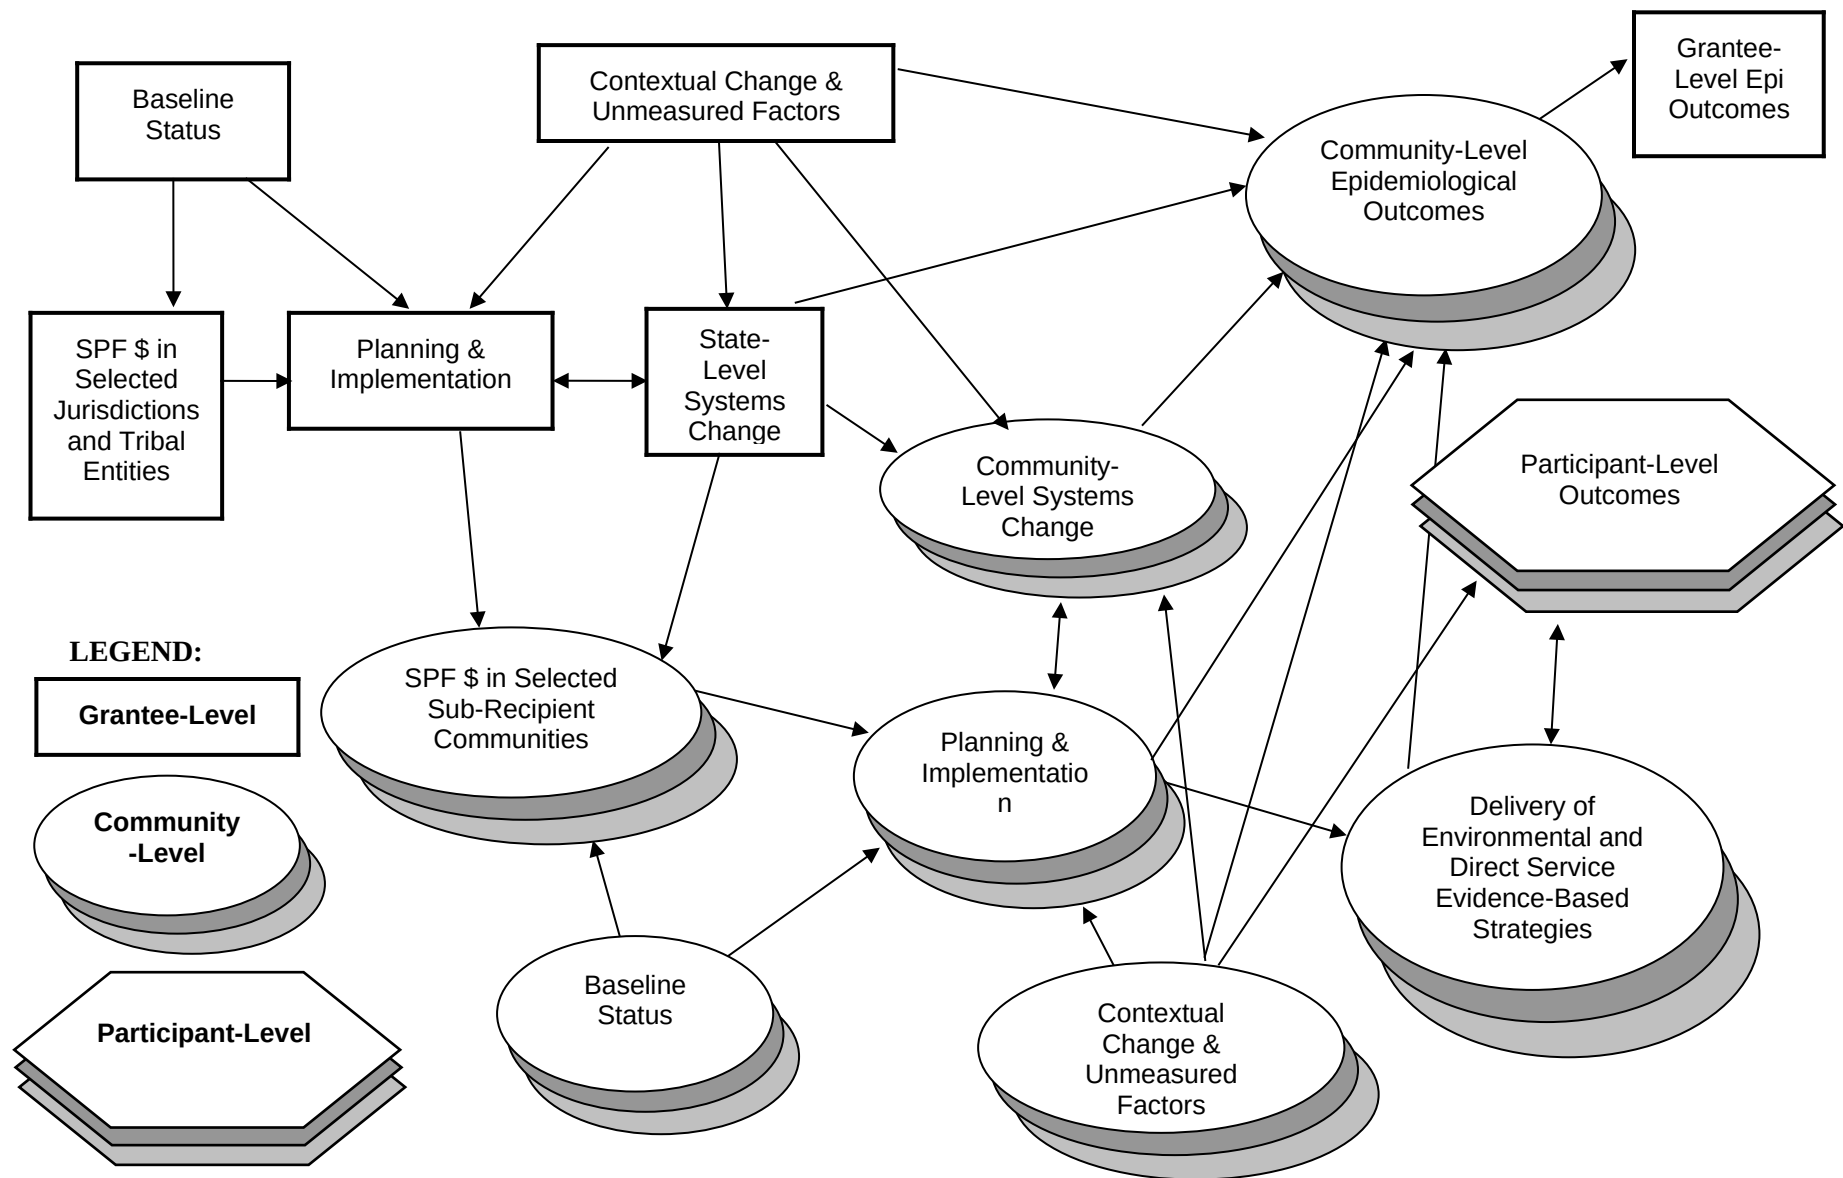 Baseline
Status
Contextual Change &
Unmeasured Factors
Grantee-
Level Epi
Outcomes
Community-Level
Epidemiological
Outcomes
SPF $ in
Selected
Jurisdictions
and Tribal
Entities
Planning &
Implementation
State-
Level
Systems
Change
Community-
Level Systems
Change
Participant-Level
Outcomes
LEGEND:
Grantee-Level
Community
-Level
Participant-Level
SPF $ in Selected
Sub-Recipient
Communities
Planning &
Implementatio
n
Delivery of
Environmental and
Direct Service
Evidence-Based
Strategies
Baseline
Status
Contextual
Change &
Unmeasured
Factors